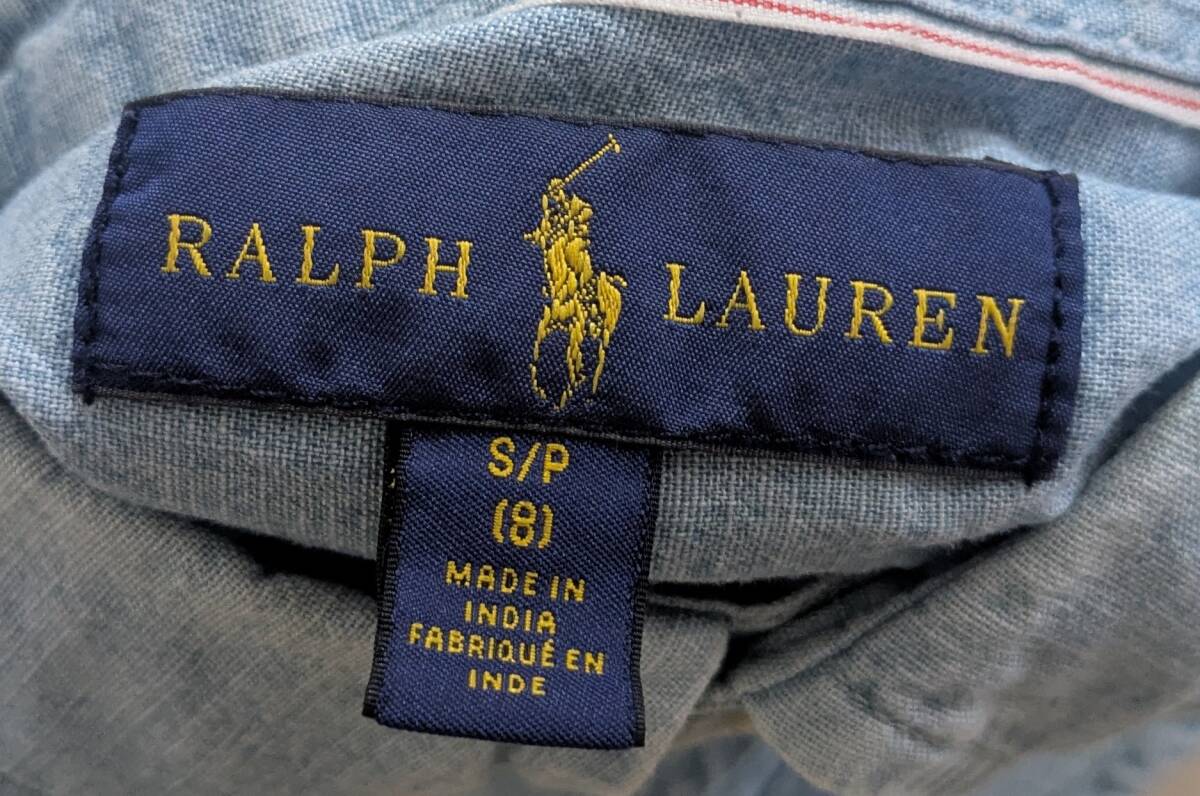 RALPH LAUREN
S/P
(8)
MADE IN
INDIA
FABRIQUÉ EN
INDE